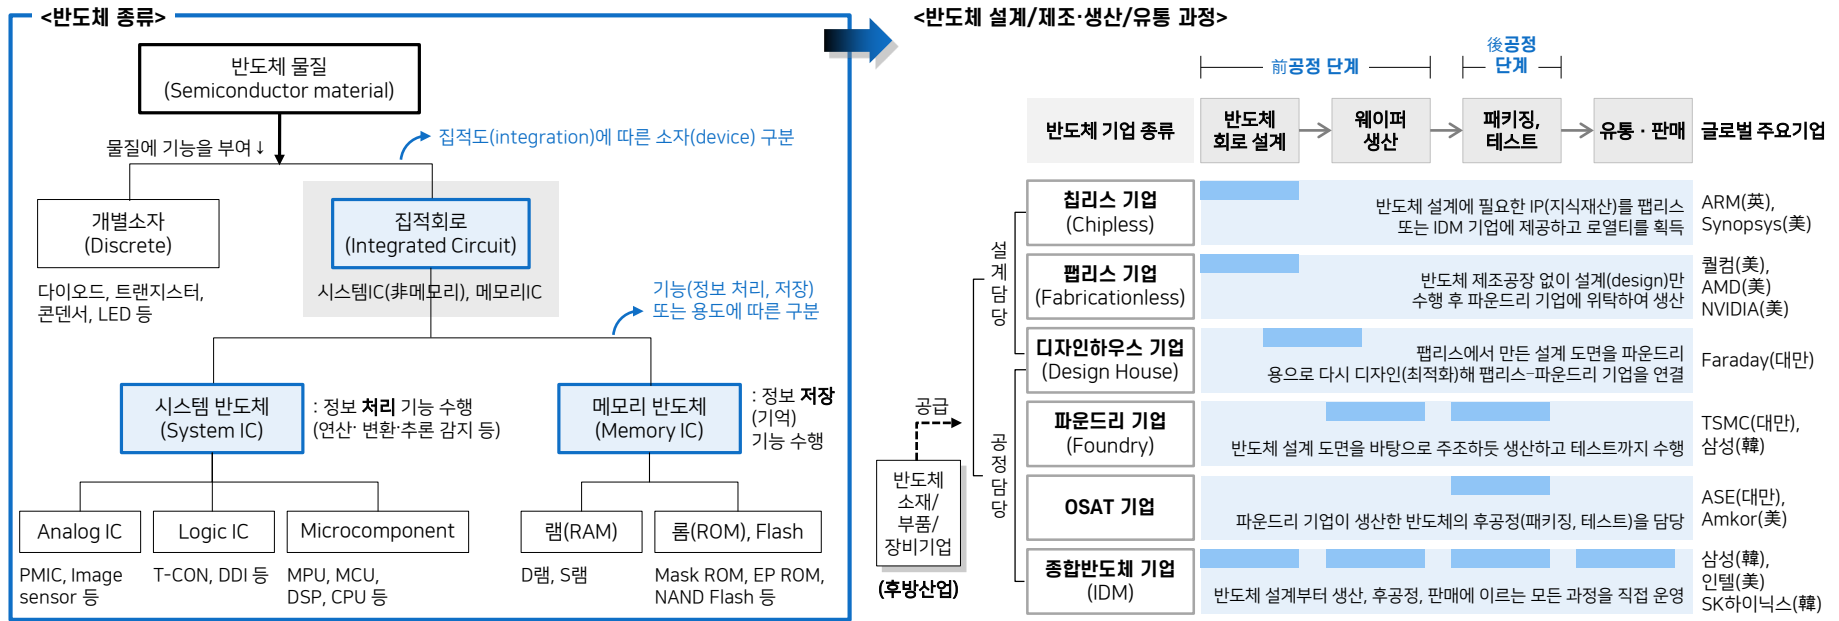 <반도체 종류>
반도체 물질
(Semiconductor material)
물질에 기능을 부여↓
집적도(integration)에 따른 소자(device) 구분
개별소자
(Discrete)
다이오드, 트랜지스터,
콘덴서, LED 등
집적회로
(Integrated Circuit)
시스템IC(非메모리), 메모리IC
기능(정보 처리, 저장)
또는 용도에 따른 구분
시스템 반도체
(System IC)
: 정보 처리 기능 수행
(연산· 변환·추론 감지 등)
메모리 반도체
(Memory IC)
: 정보 저장
(기억)
기능 수행
Analog IC
PMIC, Image
sensor 등
Logic IC
T-CON, DDI 등
Microcomponent
MPU, MCU,
DSP, CPU 등
램(RAM)
D램, S램
롬(ROM), Flash
Mask ROM, EP ROM,
NAND Flash 등
<반도체 설계/제조·생산/유통 과정>
前공정 단계
後공정
단계
반도체 기업 종류
반도체
회로 설계
웨이퍼
생산
패키징,
테스트
유통 · 판매
글로벌 주요기업
설계담당
공정담당
공급
반도체
소재/
부품/
장비기업
(후방산업)
칩리스 기업
(Chipless)
반도체 설계에 필요한 IP(지식재산)를 팹리스
또는 IDM 기업에 제공하고 로열티를 획득
ARM(英),
Synopsys(美)
팹리스 기업
(Fabricationless)
반도체 제조공장 없이 설계(design)만
수행 후 파운드리 기업에 위탁하여 생산
퀄컴(美),
AMD(美)
NVIDIA(美)
디자인하우스 기업
(Design House)
팹리스에서 만든 설계 도면을 파운드리
용으로 다시 디자인(최적화)해 팹리스-파운드리 기업을 연결
Faraday(대만)
파운드리 기업
(Foundry)
반도체 설계 도면을 바탕으로 주조하듯 생산하고 테스트까지 수행
TSMC(대만),
삼성(韓)
OSAT 기업
파운드리 기업이 생산한 반도체의 후공정(패키징, 테스트)을 담당
ASE(대만),
Amkor(美)
종합반도체 기업
(IDM)
반도체 설계부터 생산, 후공정, 판매에 이르는 모든 과정을 직접 운영
삼성(韓),
인텔(美)
SK하이닉스(韓)